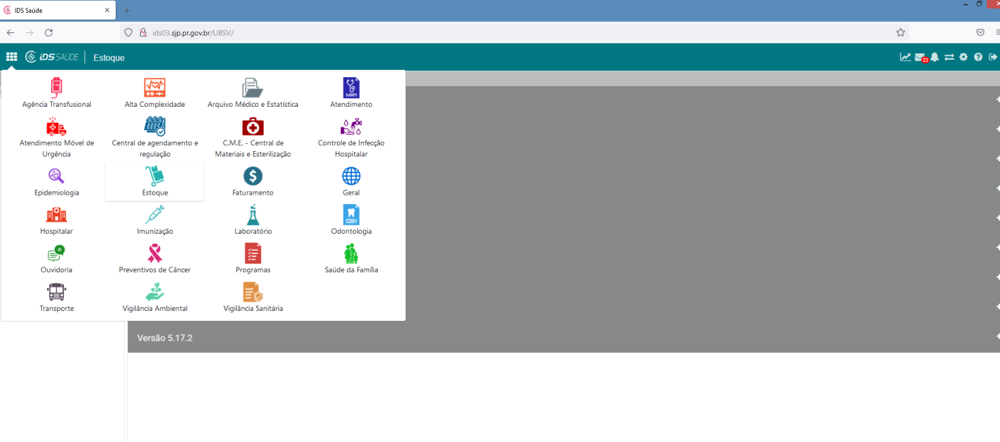 IDS Saúde
ids03.sjp.pr.gov.br/UBSV/
iDS SAÚDE Estoque
22
Agência Transfusional
Alta Complexidade
Arquivo Médico e Estatística
Atendimento
Atendimento Móvel de
Urgência
Central de agendamento e
regulação
C.M.E. - Central de
Materiais e Esterilização
Controle de Infecção
Hospitalar
Epidemiologia
Estoque
Faturamento
Geral
Hospitalar
Imunização
Laboratório
Odontologia
Ouvidoria
Preventivos de Câncer
Programas
Saúde da Família
Transporte
Vigilância Ambiental
Vigilância Sanitária
Versão 5.17.2